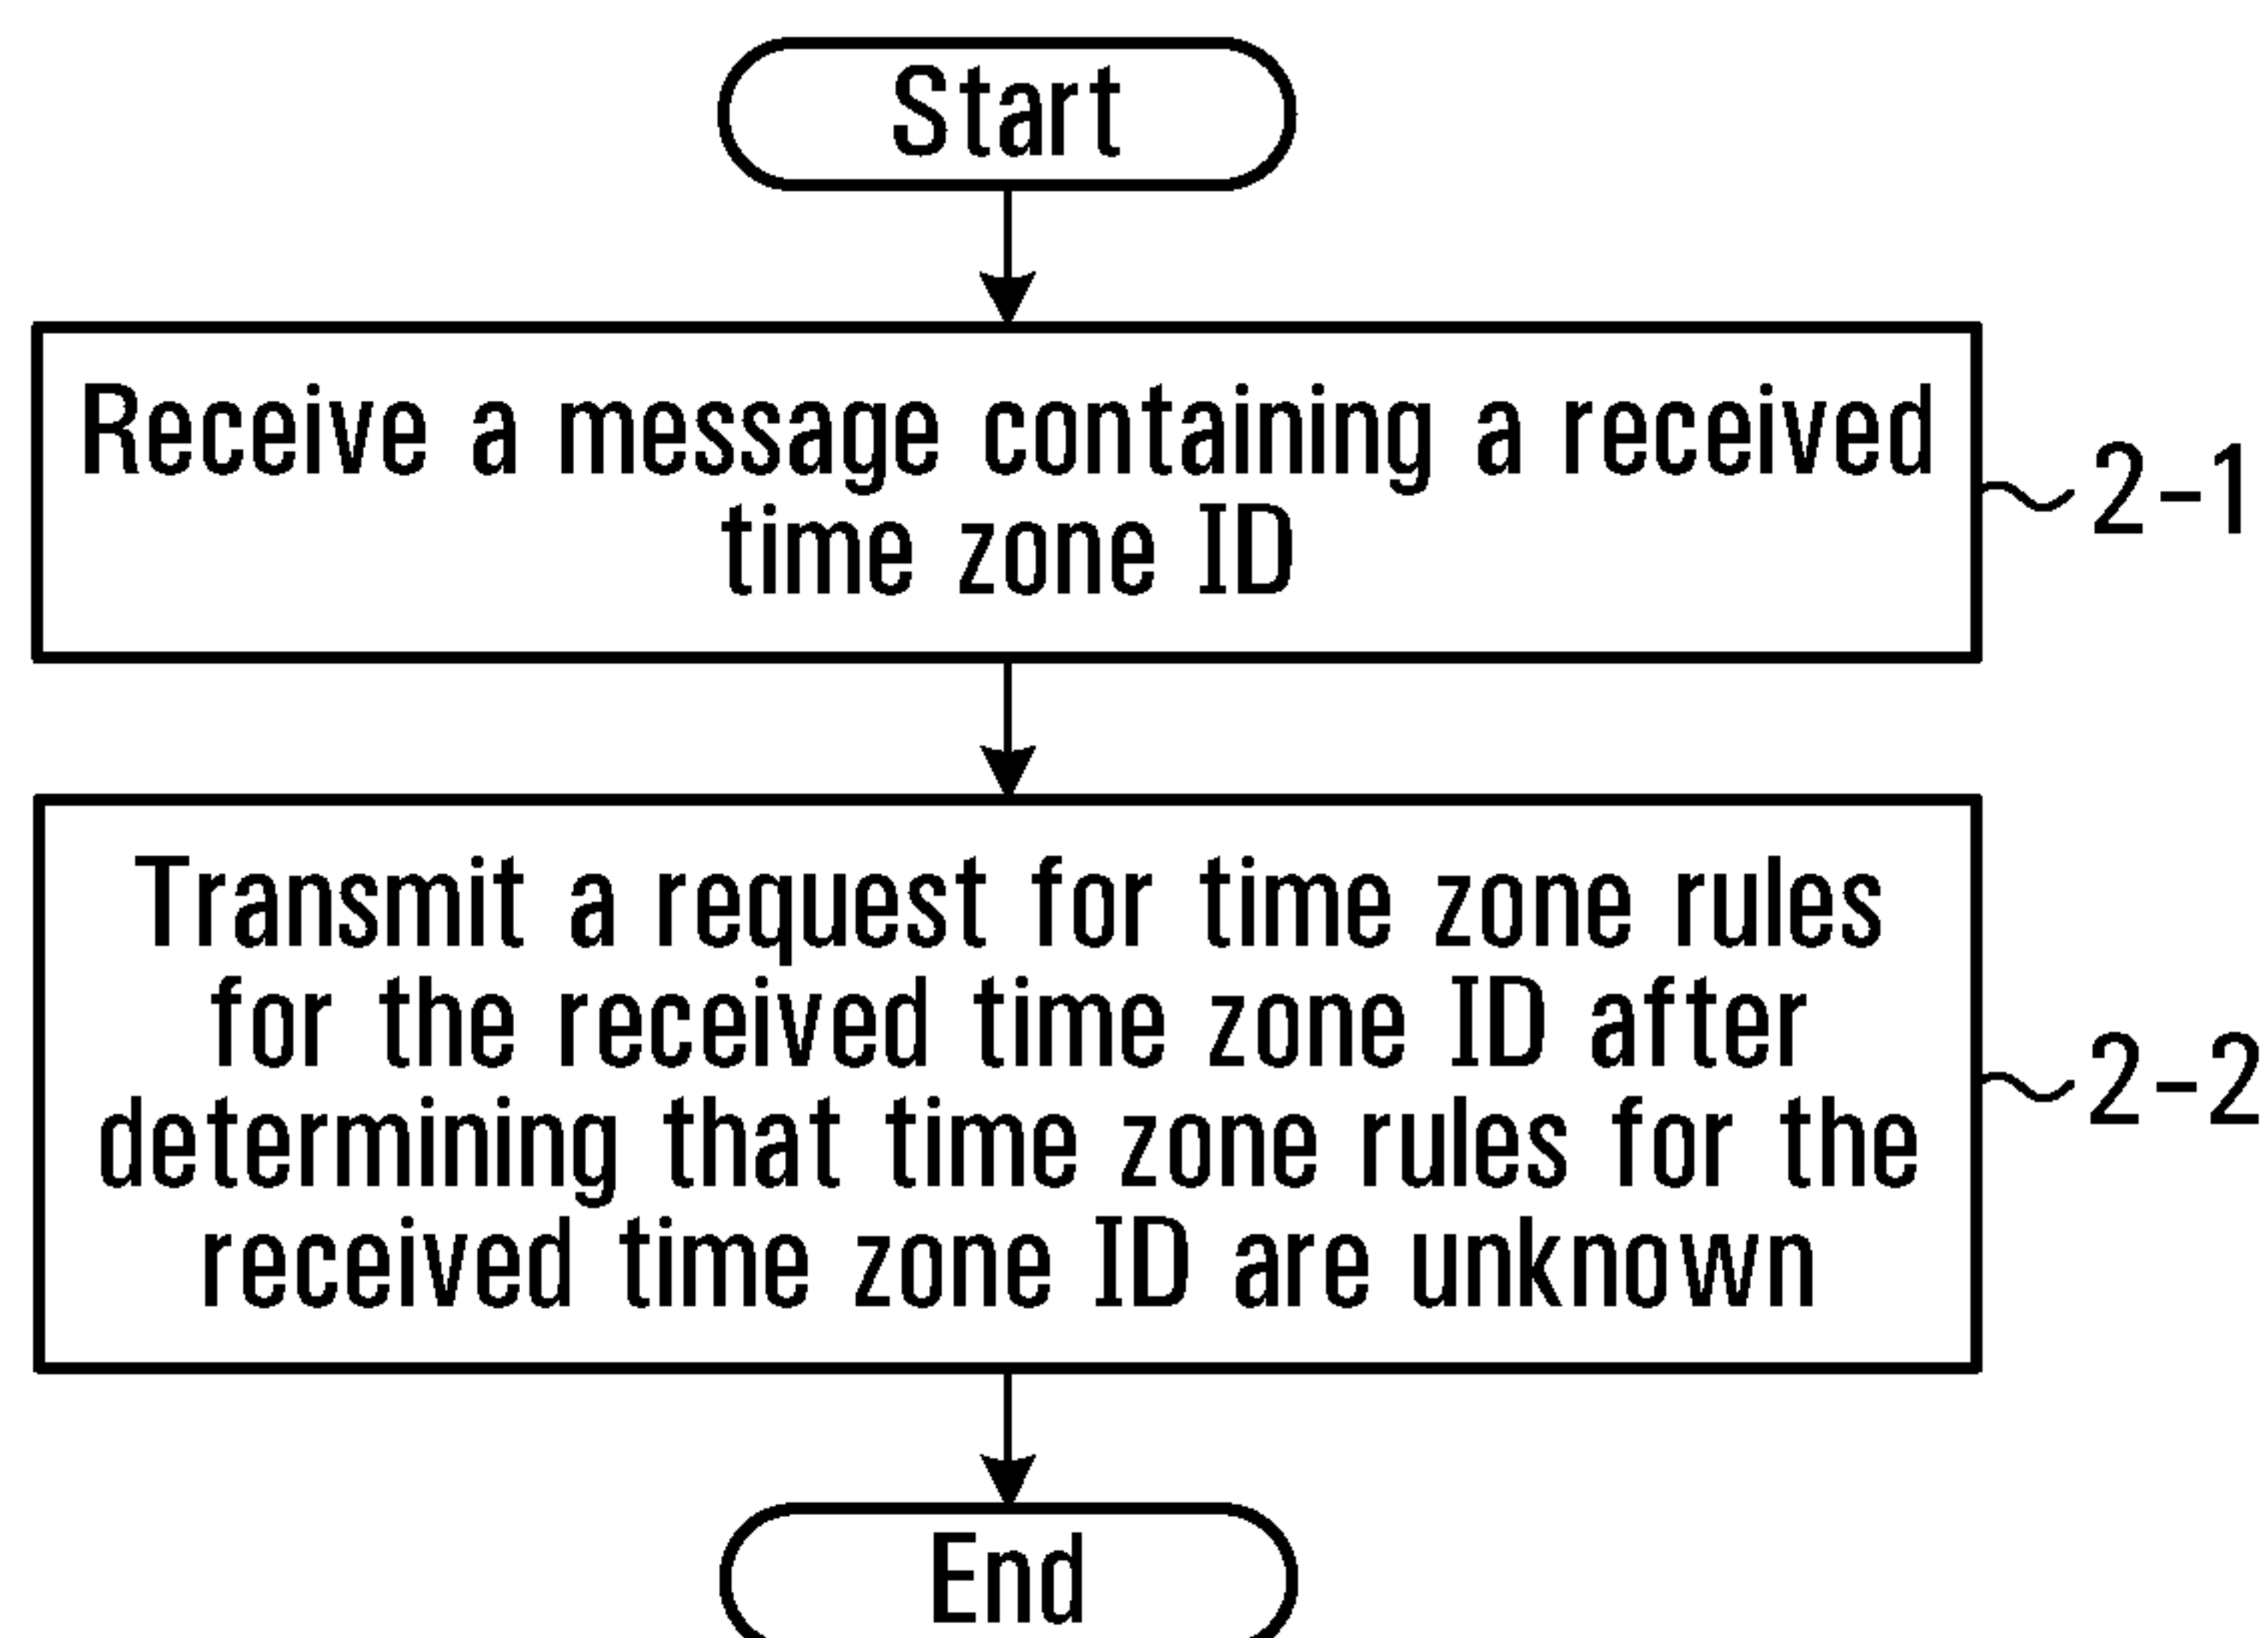 Start
Receive a message containing a received
time zone ID
2-1
Transmit a request for time zone rules
for the received time zone ID after
determining that time zone rules for the
received time zone ID are unknown
2-2
End